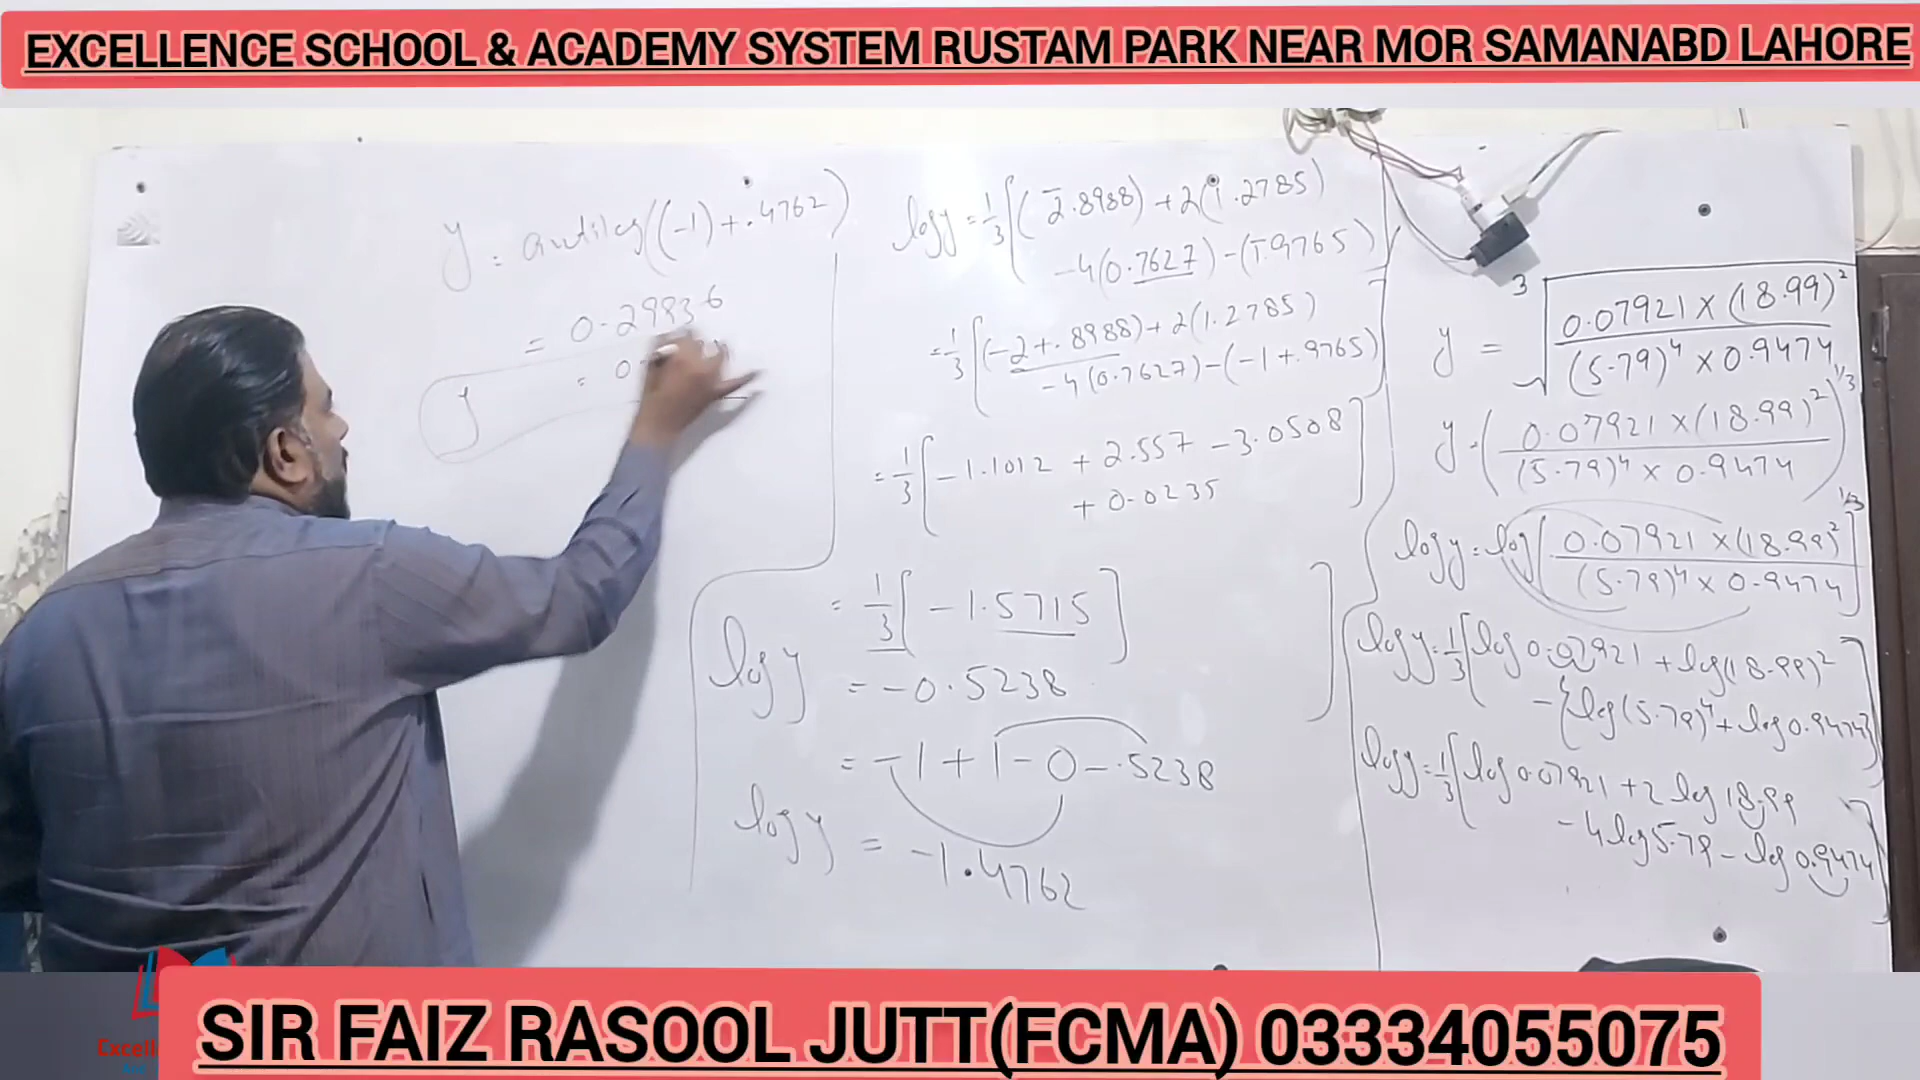 EXCELLENCE SCHOOL & ACADEMY SYSTEM RUSTAM PARK NEAR MOR SAMANABD LAHORE
y = antilog((-1)+.4762)
= 0.29936
y = 0.
log y = 1/3[(2̄.8988)+2(1.2785)
-4(0.7627)-(1̄.9765)
= 1/3[(-2+.8988)+2(1.2785)
-4(0.7627)-(-1+.9765)
= 1/3[-1.1012 + 2.557 - 3.0508
+ 0.0235]
= 1/3[-1.5715]
log y = -0.5238
= -1+1-0-.5238
log y = -1.4762
y = ∛(0.07921×(18.99)²/(5.79)⁴×0.9474)
y = (0.07921×(18.99)²/(5.79)⁴×0.9474)^1/3
log y = log[0.07921×(18.99)²/(5.79)⁴×0.9474]^1/3
log y = 1/3[log 0.07921 + log(18.99)²
-{log(5.79)⁴ + log 0.9474}]
log y = 1/3[log 0.07921 + 2 log 18.99
-4 log 5.79 - log 0.9474]
SIR FAIZ RASOOL JUTT(FCMA) 03334055075